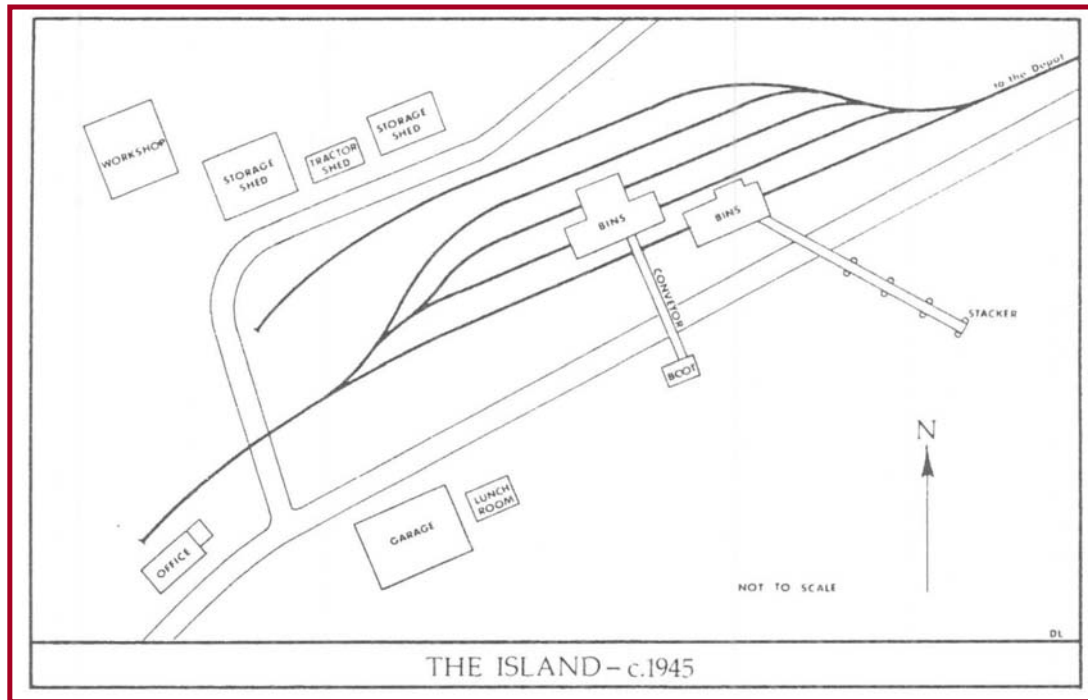 to the Depot
STORAGE
SHED
WORKSHOP
TRACTOR
SHED
STORAGE
SHED
BINS
BINS
CONVEYOR
STACKER
BOOT
N
LUNCH
ROOM
GARAGE
OFFICE
NOT TO SCALE
DL
THE ISLAND – c.1945